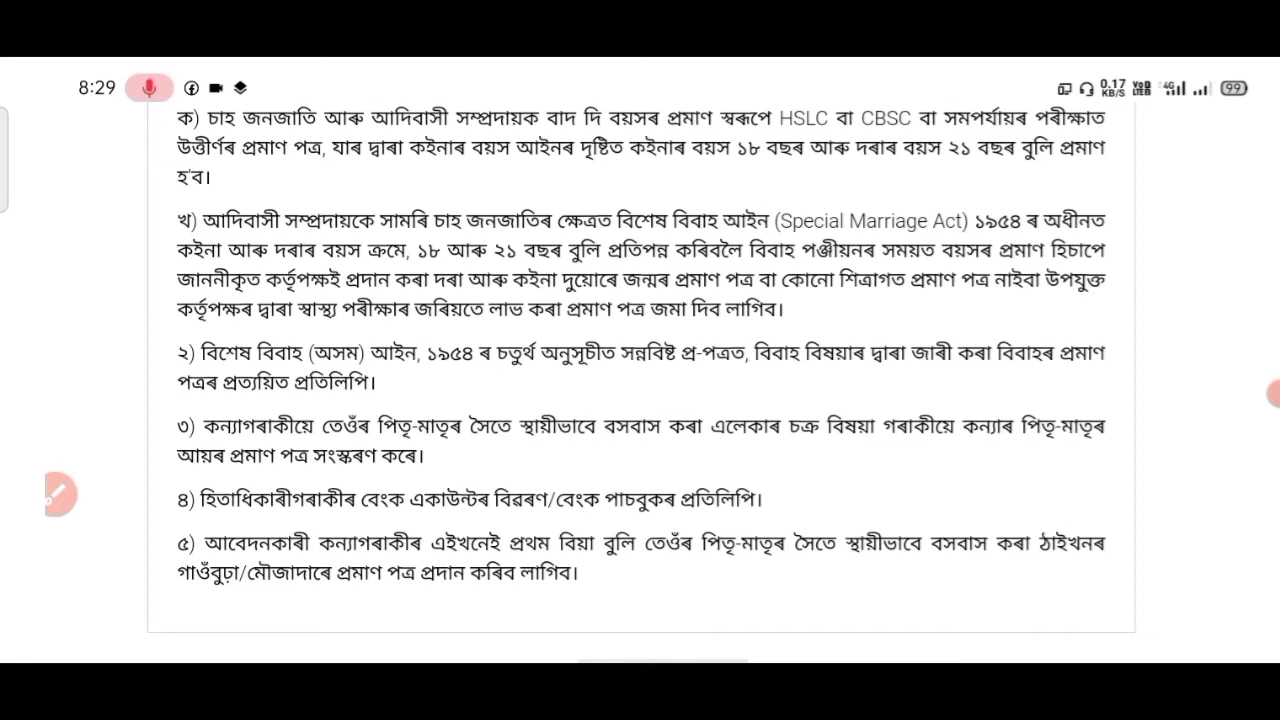 8:29
0.17 KB/S VoD LTEB 4G 99
ক) চাহ জনজাতি আৰু আদিবাসী সম্প্ৰদায়ক বাদ দি বয়সৰ প্ৰমাণ স্বৰূপে HSLC বা CBSC বা সমপৰ্যায়ৰ পৰীক্ষাত
উত্তীৰ্ণৰ প্ৰমাণ পত্ৰ, যাৰ দ্বাৰা কইনাৰ বয়স আইনৰ দৃষ্টিত কইনাৰ বয়স ১৮ বছৰ আৰু দৰাৰ বয়স ২১ বছৰ বুলি প্ৰমাণ
হ'ব।
খ) আদিবাসী সম্প্ৰদায়কে সামৰি চাহ জনজাতিৰ ক্ষেত্ৰত বিশেষ বিবাহ আইন (Special Marriage Act) ১৯৫৪ ৰ অধীনত
কইনা আৰু দৰাৰ বয়স ক্ৰমে, ১৮ আৰু ২১ বছৰ বুলি প্ৰতিপন্ন কৰিবলৈ বিবাহ পঞ্জীয়নৰ সময়ত বয়সৰ প্ৰমাণ হিচাপে
জাননীকৃত কৰ্তৃপক্ষই প্ৰদান কৰা দৰা আৰু কইনা দুয়োৰে জন্মৰ প্ৰমাণ পত্ৰ বা কোনো শিত্ৰাগত প্ৰমাণ পত্ৰ নাইবা উপযুক্ত
কৰ্তৃপক্ষৰ দ্বাৰা স্বাস্থ্য পৰীক্ষাৰ জৰিয়তে লাভ কৰা প্ৰমাণ পত্ৰ জমা দিব লাগিব।
২) বিশেষ বিবাহ (অসম) আইন, ১৯৫৪ ৰ চতুৰ্থ অনুসূচীত সন্নবিষ্ট প্ৰ-পত্ৰত, বিবাহ বিষয়াৰ দ্বাৰা জাৰী কৰা বিবাহৰ প্ৰমাণ
পত্ৰৰ প্ৰত্যয়িত প্ৰতিলিপি।
৩) কন্যাগৰাকীয়ে তেওঁৰ পিতৃ-মাতৃৰ সৈতে স্থায়ীভাবে বসবাস কৰা এলেকাৰ চক্ৰ বিষয়া গৰাকীয়ে কন্যাৰ পিতৃ-মাতৃৰ
আয়ৰ প্ৰমাণ পত্ৰ সংস্কৰণ কৰে।
৪) হিতাধিকাৰীগৰাকীৰ বেংক একাউন্টৰ বিৱৰণ/বেংক পাচবুকৰ প্ৰতিলিপি।
৫) আবেদনকাৰী কন্যাগৰাকীৰ এইখনেই প্ৰথম বিয়া বুলি তেওঁৰ পিতৃ-মাতৃৰ সৈতে স্থায়ীভাবে বসবাস কৰা ঠাইখনৰ
গাওঁবুঢ়া/মৌজাদাৰে প্ৰমাণ পত্ৰ প্ৰদান কৰিব লাগিব।